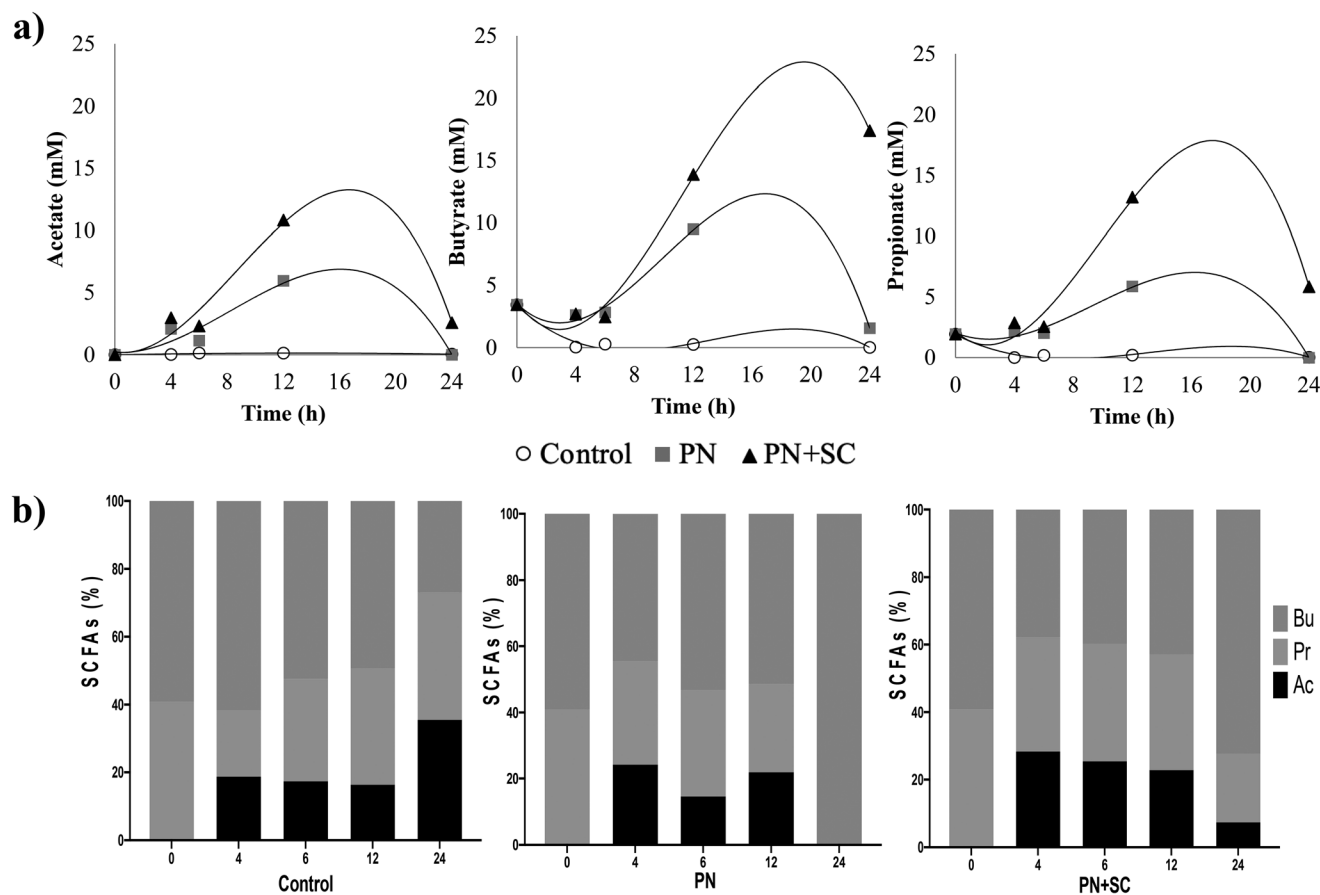 a)
Acetate (mM)
25
20
15
10
5
0
0 4 8 12 16 20 24
Time (h)
Butyrate (mM)
25
20
15
10
5
0
0 4 8 12 16 20 24
Time (h)
Propionate (mM)
25
20
15
10
5
0
0 4 8 12 16 20 24
Time (h)
Control PN PN+SC
b)
SCFAs (%)
100
80
60
40
20
0
0 4 6 12 24
Control
SCFAs (%)
100
80
60
40
20
0
0 4 6 12 24
PN
SCFAs (%)
100
80
60
40
20
0
0 4 6 12 24
PN+SC
Bu
Pr
Ac